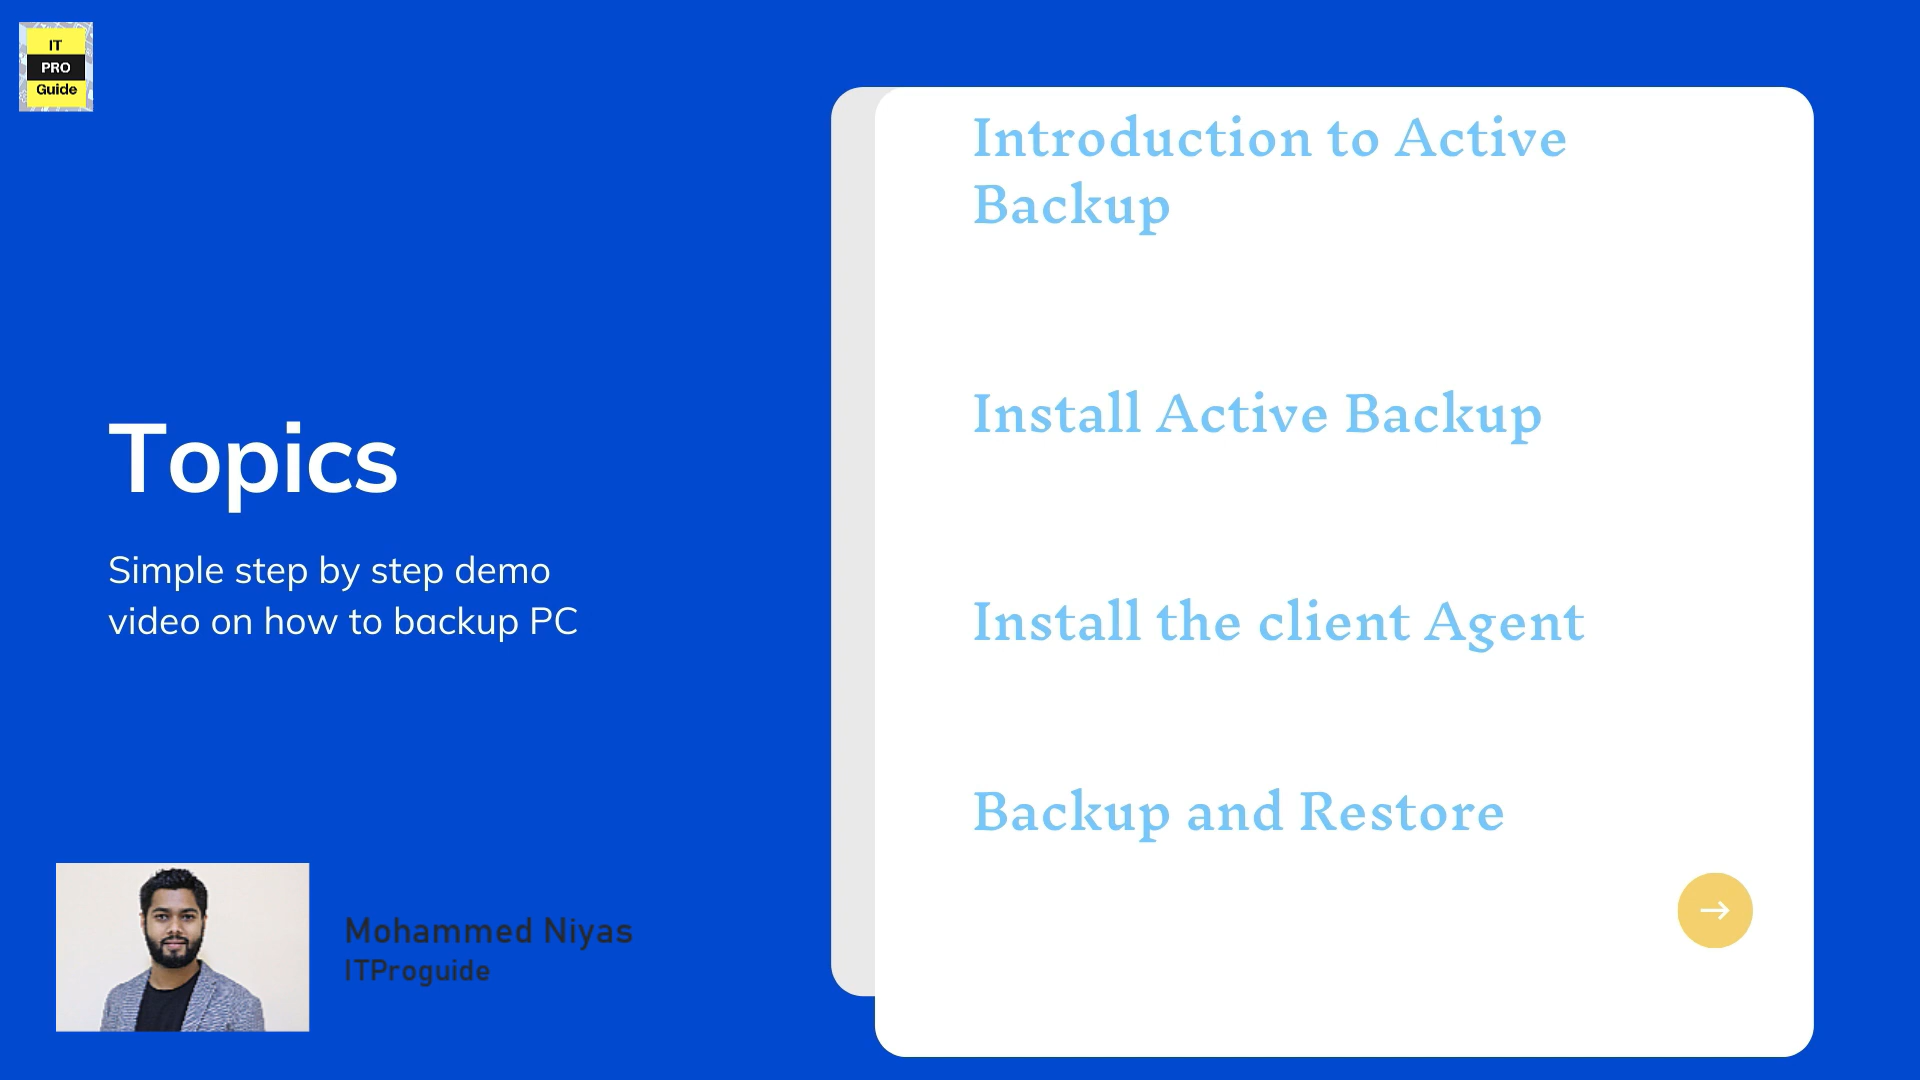 IT
PRO
Guide
Topics
Simple step by step demo
video on how to backup PC
Mohammed Niyas
ITProguide
Introduction to Active
Backup
Install Active Backup
Install the client Agent
Backup and Restore